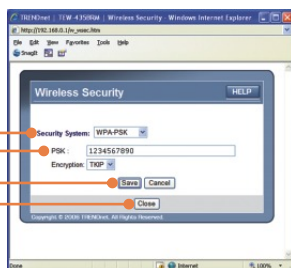 TRENDnet | TEW-435BRM | Wireless Security - Windows Internet Explorer
http://192.168.0.1/w_wsec.htm
File Edit View Favorites Tools Help
SnagIt
Wireless Security
HELP
Security System: WPA-PSK
PSK : 1234567890
Encryption: TKIP
Save Cancel
Close
Copyright © 2008 TRENDnet. All Rights Reserved.
Done Internet 100%